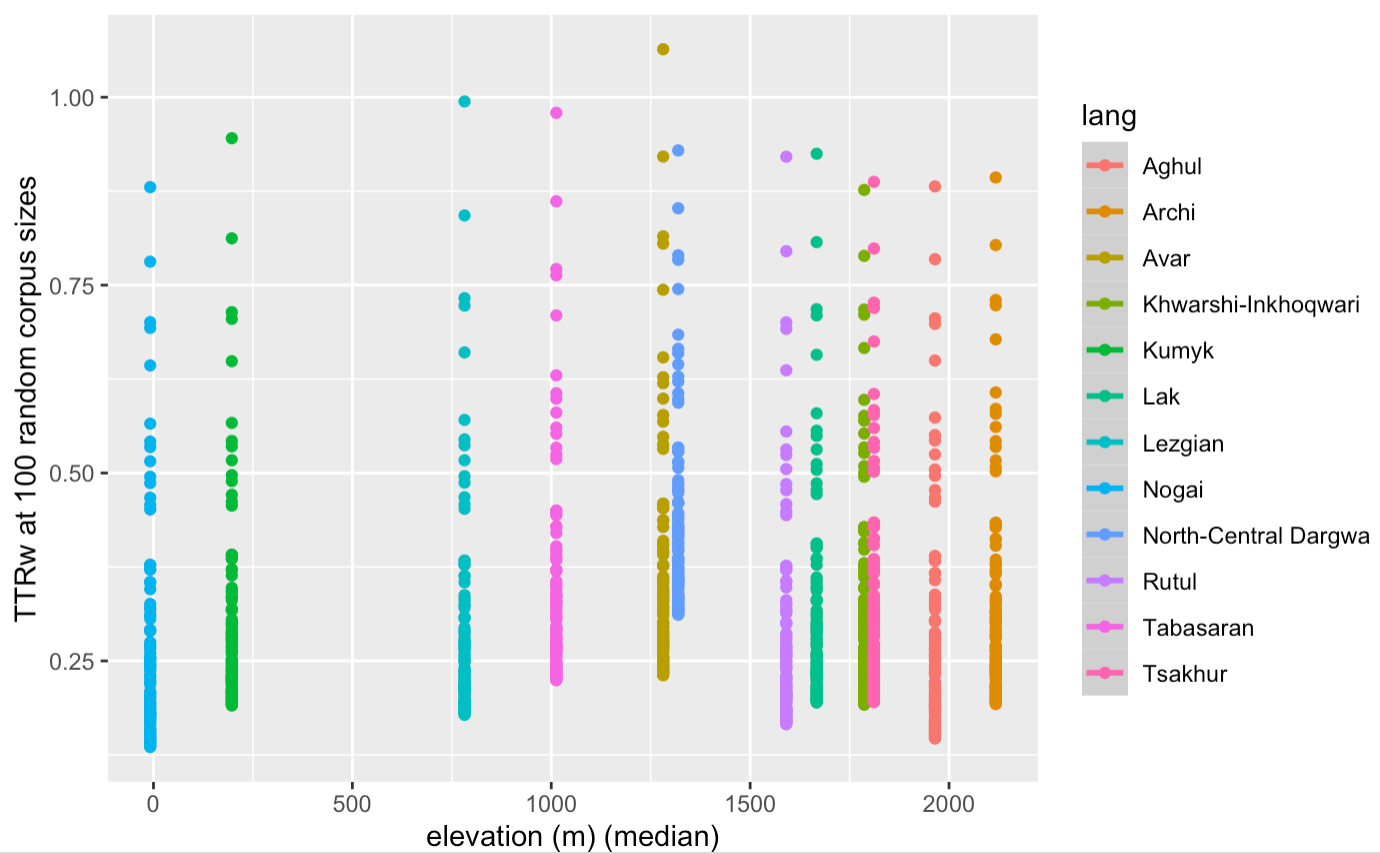 TTRw at 100 random corpus sizes
1.00
0.75
0.50
0.25
0
500
1000
1500
2000
elevation (m) (median)
lang
Aghul
Archi
Avar
Khwarshi-Inkhoqwari
Kumyk
Lak
Lezgian
Nogai
North-Central Dargwa
Rutul
Tabasaran
Tsakhur